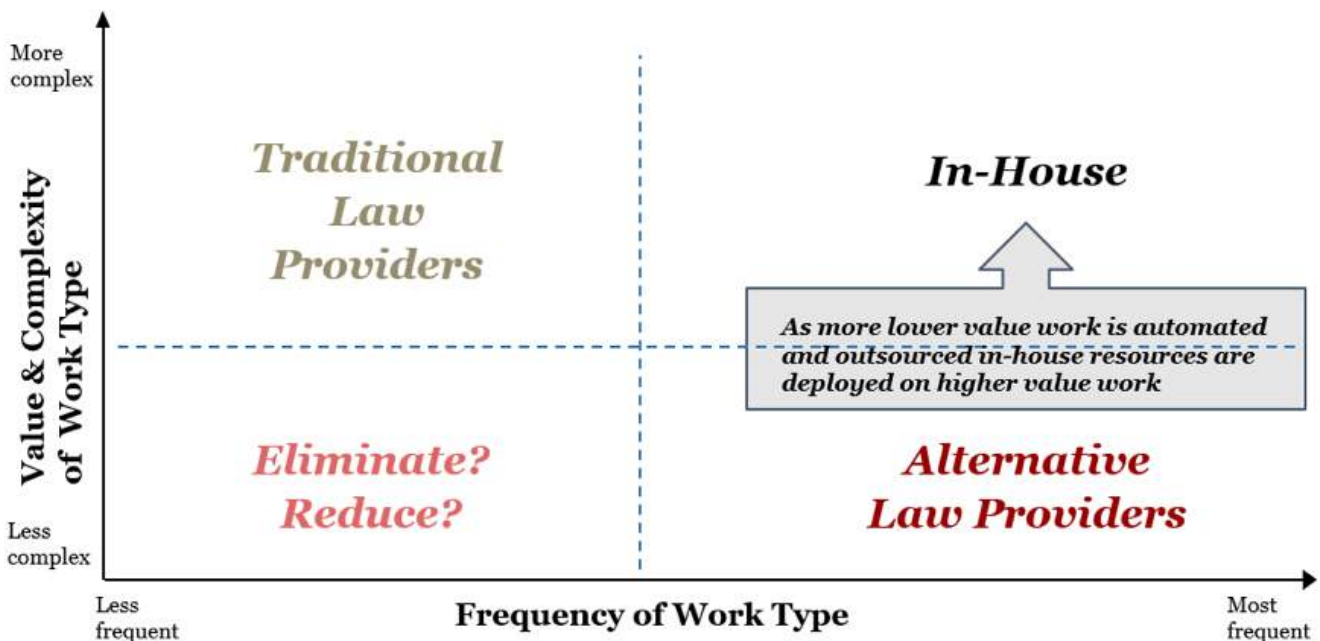 More
complex
Value & Complexity
of Work Type
Less
complex
Traditional
Law
Providers
In-House
As more lower value work is automated
and outsourced in-house resources are
deployed on higher value work
Eliminate?
Reduce?
Alternative
Law Providers
Less
frequent
Frequency of Work Type
Most
frequent